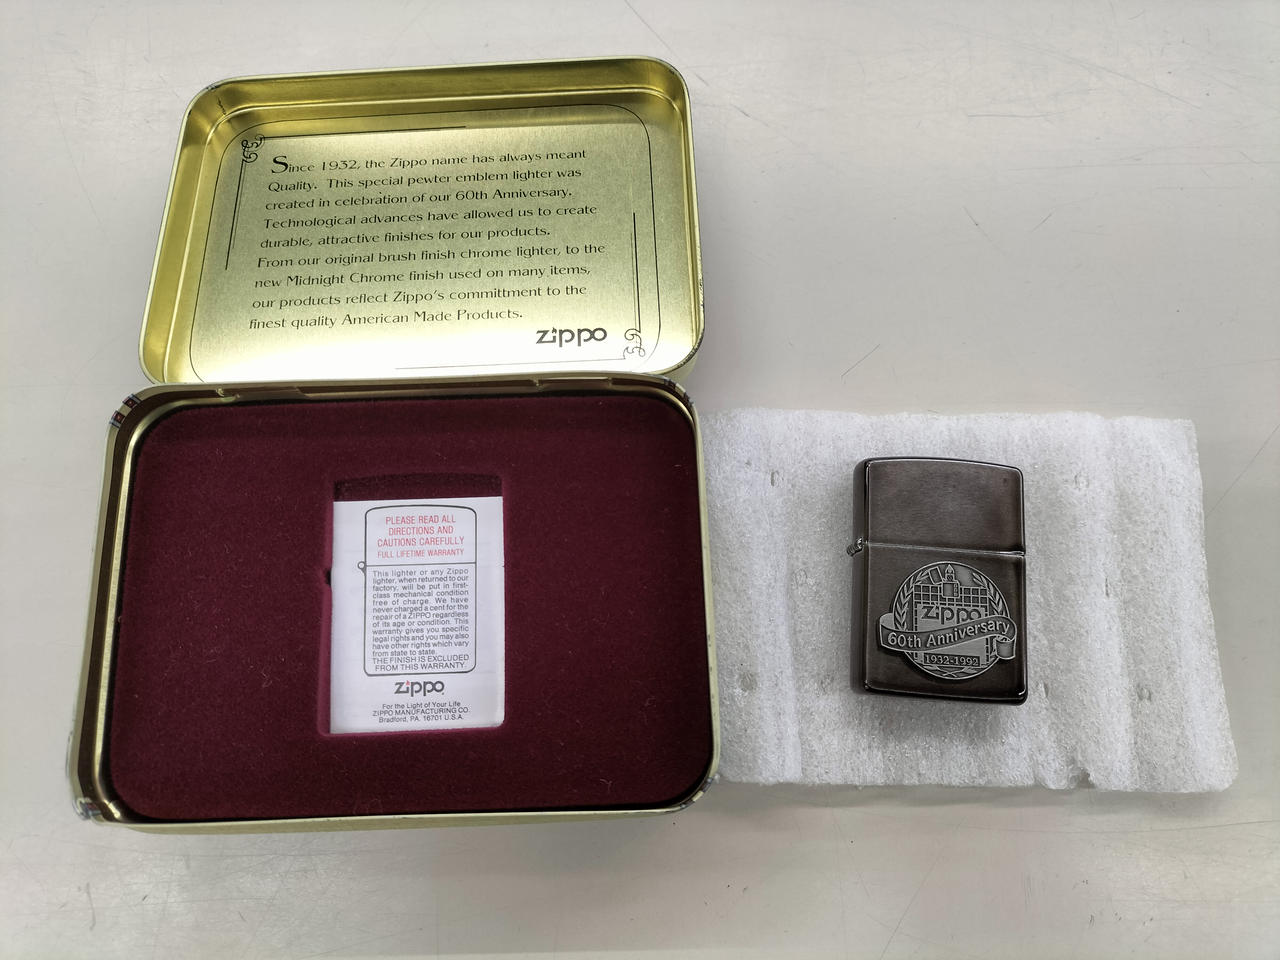 Since 1932, the Zippo name has always meant
Quality. This special pewter emblem lighter was
created in celebration of our 60th Anniversary.
Technological advances have allowed us to create
durable, attractive finishes for our products.
From our original brush finish chrome lighter, to the
new Midnight Chrome finish used on many items,
our products reflect Zippo's committment to the
finest quality American Made Products.
zippo
PLEASE READ ALL
DIRECTIONS AND
CAUTIONS CAREFULLY
FULL LIFETIME WARRANTY
This lighter or any Zippo
lighter, when returned to our
factory, will be put in first-
class mechanical condition
free of charge. We have
never charged a cent for the
repair of a ZIPPO regardless
of its age or condition. This
warranty gives you specific
legal rights and you may also
have other rights which vary
from state to state.
THE FINISH IS EXCLUDED
FROM THIS WARRANTY.
zippo
For the Light of Your Life
ZIPPO MANUFACTURING CO.
Bradford, PA. 16701 U.S.A.
zippo
60th Anniversary
1932-1992